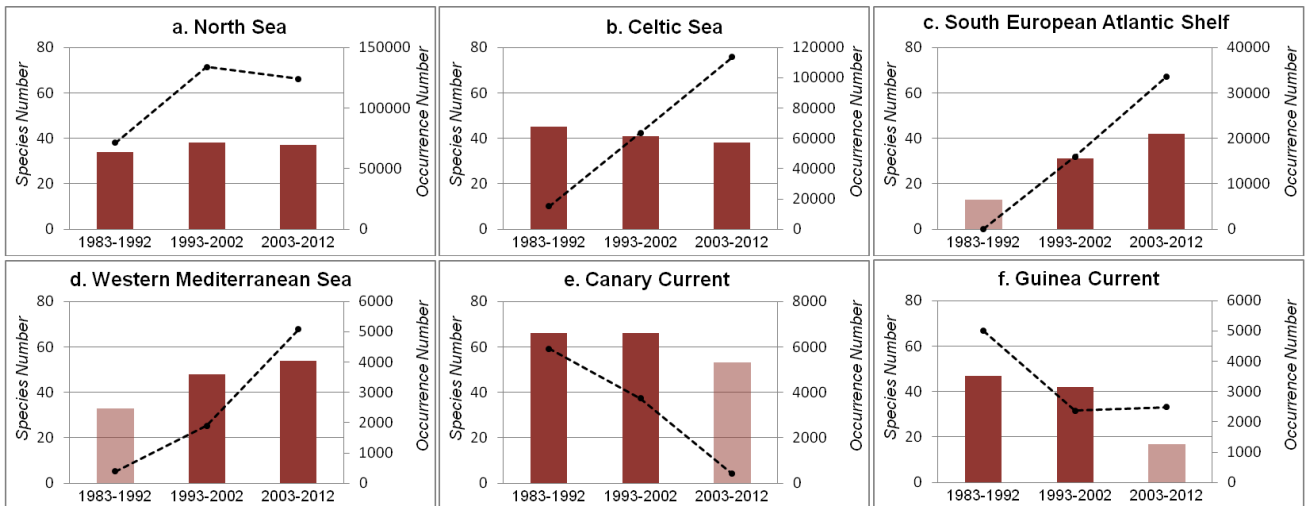 a. North Sea
Species Number
80
60
40
20
0
150000
100000
50000
0
Occurrence Number
1983-1992 1993-2002 2003-2012
b. Celtic Sea
Species Number
80
60
40
20
0
120000
100000
80000
60000
40000
20000
0
Occurrence Number
1983-1992 1993-2002 2003-2012
c. South European Atlantic Shelf
Species Number
80
60
40
20
0
40000
30000
20000
10000
0
Occurrence Number
1983-1992 1993-2002 2003-2012
d. Western Mediterranean Sea
Species Number
80
60
40
20
0
6000
5000
4000
3000
2000
1000
0
Occurrence Number
1983-1992 1993-2002 2003-2012
e. Canary Current
Species Number
80
60
40
20
0
8000
6000
4000
2000
0
Occurrence Number
1983-1992 1993-2002 2003-2012
f. Guinea Current
Species Number
80
60
40
20
0
6000
5000
4000
3000
2000
1000
0
Occurrence Number
1983-1992 1993-2002 2003-2012